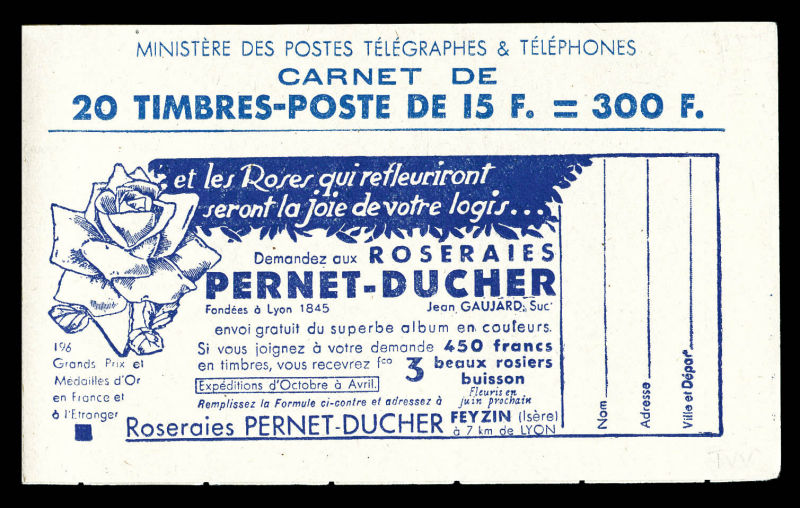 MINISTÈRE DES POSTES TÉLÉGRAPHES & TÉLÉPHONES
CARNET DE
20 TIMBRES-POSTE DE 15 F. = 300 F.
et les Roses qui refleuriront
seront la joie de votre logis...
Demandez aux ROSERAIES
PERNET-DUCHER
Fondées à Lyon 1845 Jean GAUJARD, Suc
envoi gratuit du superbe album en couleurs.
Si vous joignez à votre demande 450 francs
en timbres, vous recevrez fco 3 beaux rosiers
buisson
Expéditions d'Octobre à Avril.
Fleuris en
juin prochain
Remplissez la Formule ci-contre et adressez à
Roseraies PERNET-DUCHER FEYZIN (Isère)
à 7 km de LYON
196
Grands Prix et
Médailles d'Or
en France et
à l'Etranger
Nom
Adresse
Ville et Dépar^t